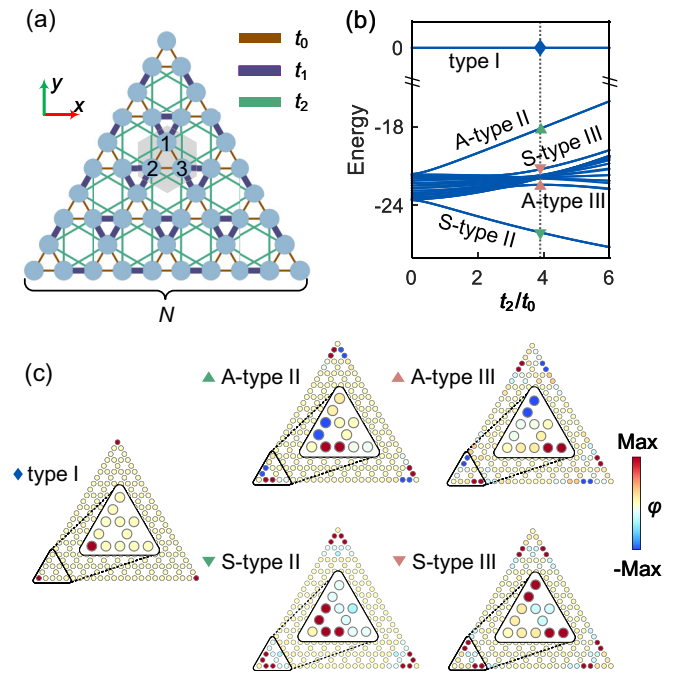 (a)
t0
t1
t2
y
x
1
2 3
N
(b)
Energy
0
-18
-24
type I
A-type II
S-type III
A-type III
S-type II
0 2 4 6
t2/t0
(c)
type I
A-type II
A-type III
S-type II
S-type III
Max
φ
-Max